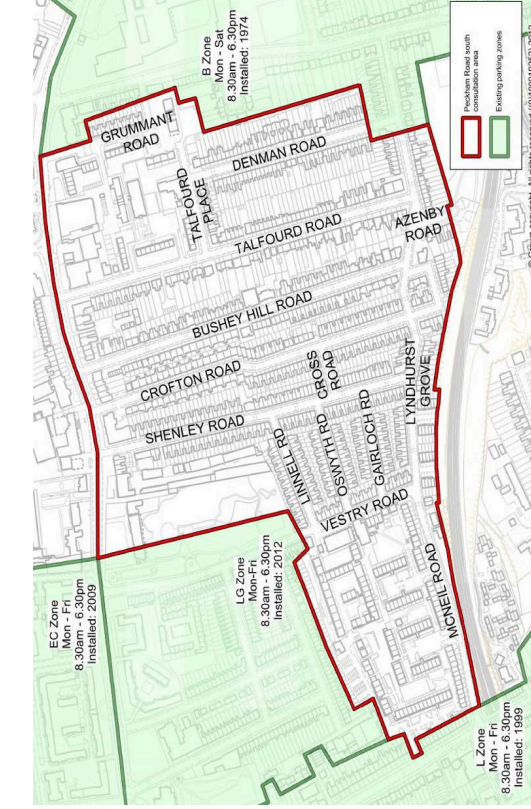 B Zone
Mon - Sat
8.30am - 6.30pm
Installed: 1974
Peckham Road south
consultation area
Existing parking zones
GRUMMANT
ROAD
TALFOURD
PLACE
DENMAN ROAD
TALFOURD ROAD
AZENBY
ROAD
BUSHEY HILL ROAD
CROFTON ROAD
CROSS
ROAD
SHENLEY ROAD
LYNDHURST
GROVE
LINNELL RD
OSWYTH RD
GAIRLOCH RD
VESTRY ROAD
MCNEIL ROAD
EC Zone
Mon - Fri
8.30am - 6.30pm
Installed: 2009
LG Zone
Mon-Fri
8.30am - 6.30pm
Installed: 2012
L Zone
Mon - Fri
8.30am - 6.30pm
Installed: 1999